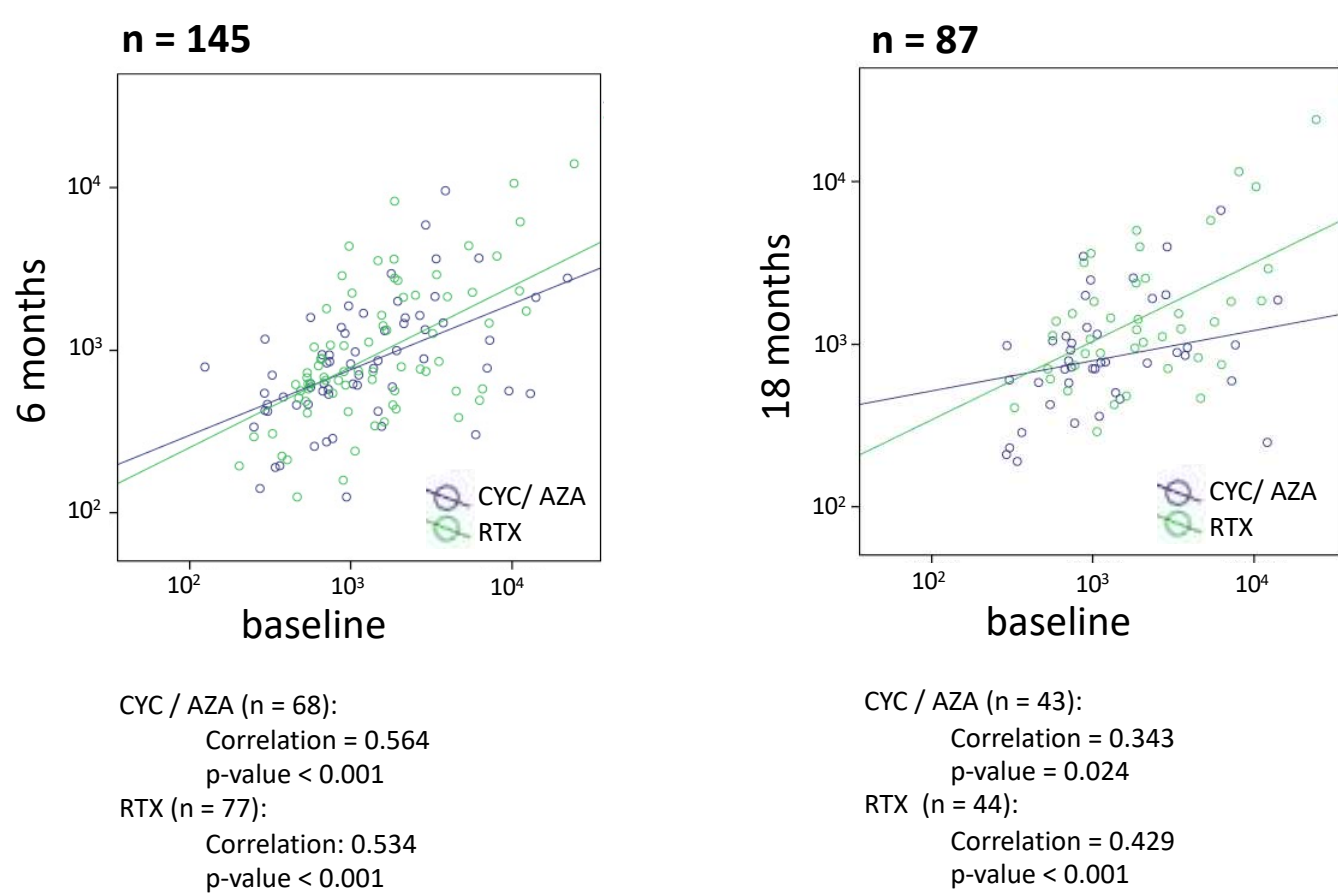 n = 145
10⁴
10³
10²
6 months
10² 10³ 10⁴
baseline
CYC/ AZA
RTX
CYC / AZA (n = 68):
Correlation = 0.564
p-value < 0.001
RTX (n = 77):
Correlation: 0.534
p-value < 0.001
n = 87
10⁴
10³
10²
18 months
10² 10³ 10⁴
baseline
CYC/ AZA
RTX
CYC / AZA (n = 43):
Correlation = 0.343
p-value = 0.024
RTX (n = 44):
Correlation = 0.429
p-value < 0.001